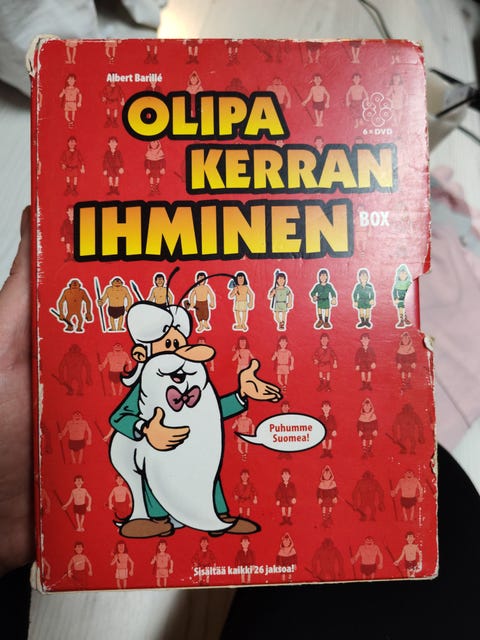 Albert Barillé
OLIPA
KERRAN
IHMINEN
BOX
6 x DVD
Puhumme
Suomea!
Sisältää kaikki 26 jaksoa!